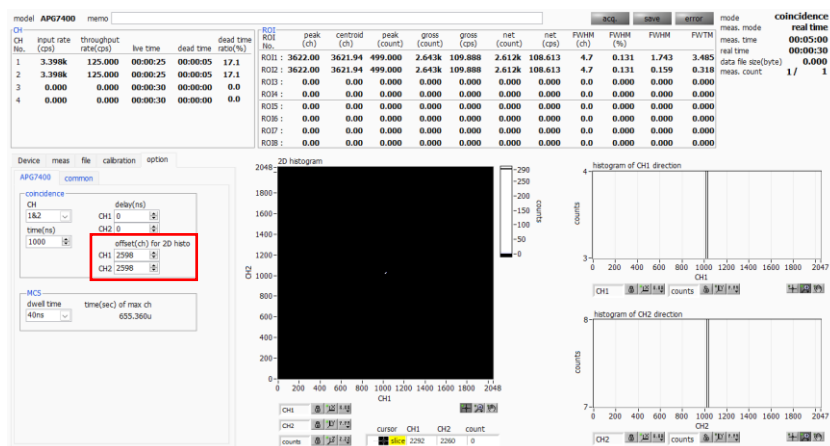 model APG7400 memo acq. save error mode coincidence
meas. mode real time
meas. time 00:05:00
real time 00:00:30
data file size(byte) 0.000
meas. count 1/ 1
CH
CH No. input rate (cps) throughput rate(cps) live time dead time dead time ratio(%)
1 3.398k 125.000 00:00:25 00:00:05 17.1
2 3.398k 125.000 00:00:25 00:00:05 17.1
3 0.000 0.000 00:00:30 00:00:00 0.0
4 0.000 0.000 00:00:30 00:00:00 0.0
ROI
ROI No. peak (ch) centroid (ch) peak (count) gross (count) gross (cps) net (count) net (cps) FWHM (ch) FWHM (%) FWHM FWTM
ROI1 : 3622.00 3621.94 499.000 2.643k 109.888 2.612k 108.613 4.7 0.131 1.743 3.485
ROI2 : 3622.00 3621.94 499.000 2.643k 109.888 2.612k 108.613 4.7 0.131 0.159 0.318
ROI3 : 0.00 0.00 0.000 0.000 0.000 0.000 0.000 0.0 0.000 0.000 0.000
ROI4 : 0.00 0.00 0.000 0.000 0.000 0.000 0.000 0.0 0.000 0.000 0.000
ROI5 : 0.00 0.00 0.000 0.000 0.000 0.000 0.000 0.0 0.000 0.000 0.000
ROI6 : 0.00 0.00 0.000 0.000 0.000 0.000 0.000 0.0 0.000 0.000 0.000
ROI7 : 0.00 0.00 0.000 0.000 0.000 0.000 0.000 0.0 0.000 0.000 0.000
ROI8 : 0.00 0.00 0.000 0.000 0.000 0.000 0.000 0.0 0.000 0.000 0.000
Device meas file calibration option
APG7400 common
coincidence
CH delay(ns)
1&2 CH1 0
time(ns) CH2 0
1000 offset(ch) for 2D histo
CH1 2598
CH2 2598
MCS
dwell time time(sec) of max ch
40ns 655.360u
2D histogram
2048
1800
1600
1400
1200
1000
800
600
400
200
0
CH2
0 200 400 600 800 1000 1200 1400 1600 1800 2048
CH1
290
250
200
150
100
50
0
counts
CH1
CH2
counts
cursor CH1 CH2 count
slice 2292 2260 0
histogram of CH1 direction
4
3
counts
0 200 400 600 800 1000 1200 1400 1600 1800 2047
CH1
CH1 counts
histogram of CH2 direction
8
7
counts
0 200 400 600 800 1000 1200 1400 1600 1800 2047
CH2
CH2 counts